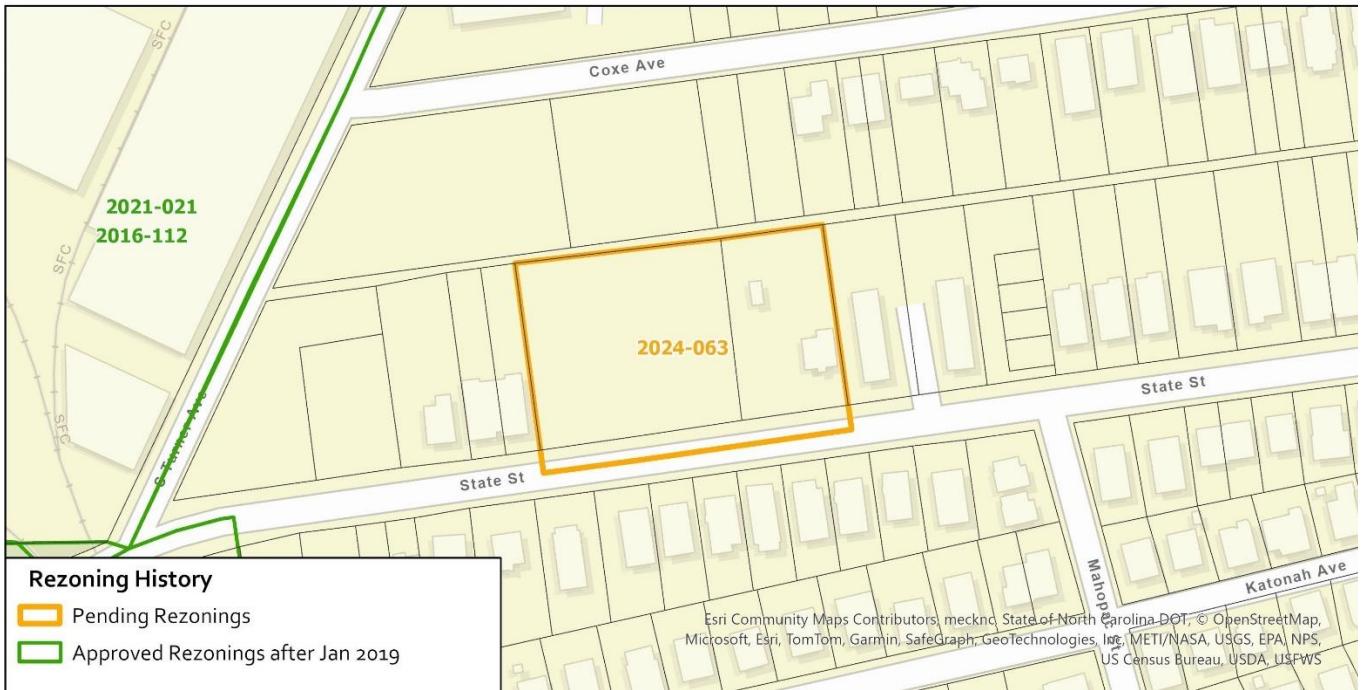 SFC
Coxe Ave
2021-021
2016-112
SFC
2024-063
State St
S Turner Ave
SFC
State St
Rezoning History
Pending Rezonings
Approved Rezonings after Jan 2019
Mahopac St
Katonah Ave
Esri Community Maps Contributors, mecknc, State of North Carolina DOT, © OpenStreetMap,
Microsoft, Esri, TomTom, Garmin, SafeGraph, GeoTechnologies, Inc, METI/NASA, USGS, EPA, NPS,
US Census Bureau, USDA, USFWS